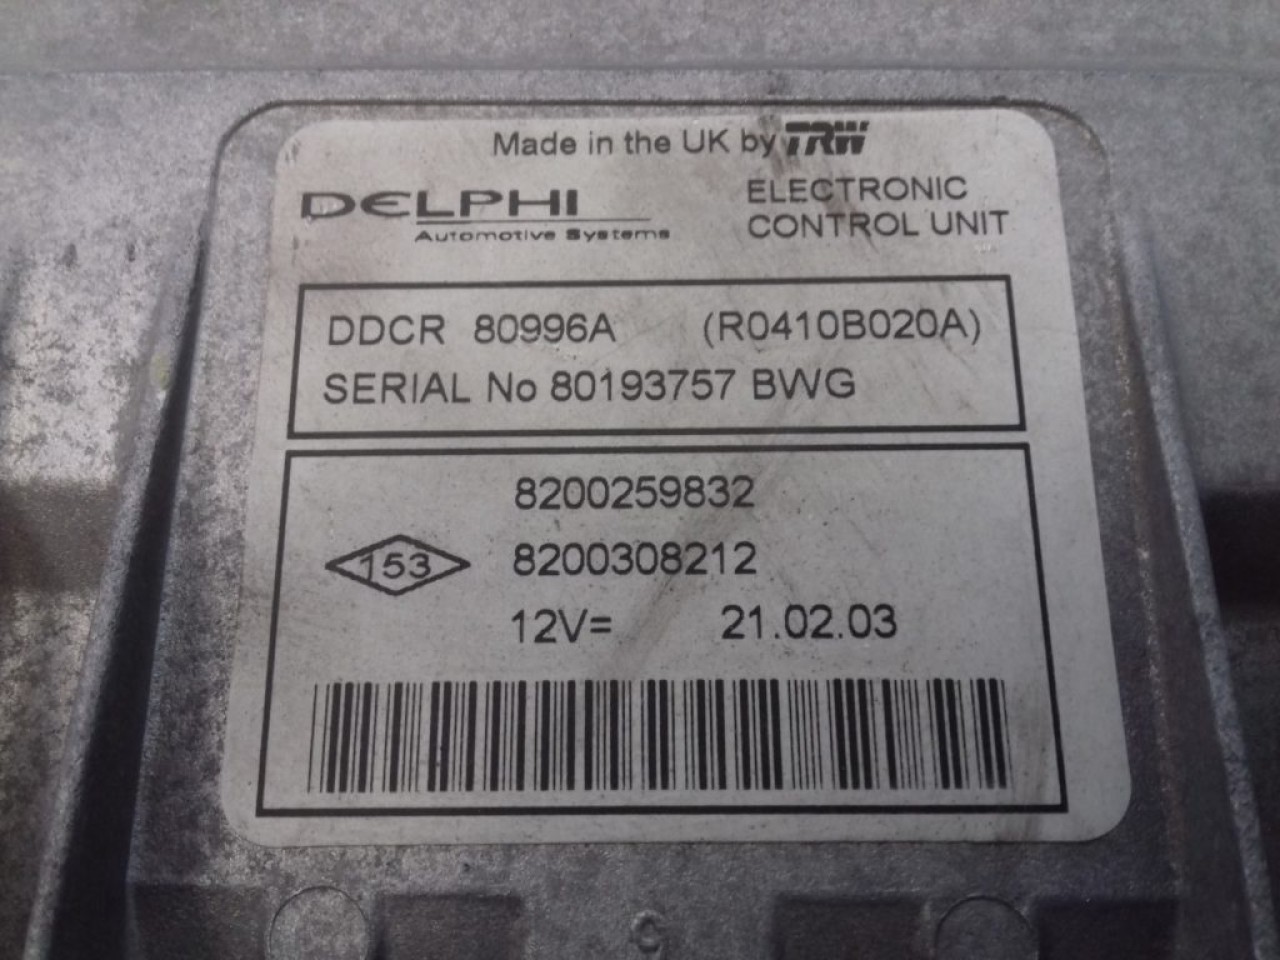 Made in the UK by TRW
DELPHI
Automotive Systems
ELECTRONIC
CONTROL UNIT
DDCR 80996A (R0410B020A)
SERIAL No 80193757 BWG
8200259832
153
8200308212
12V= 21.02.03